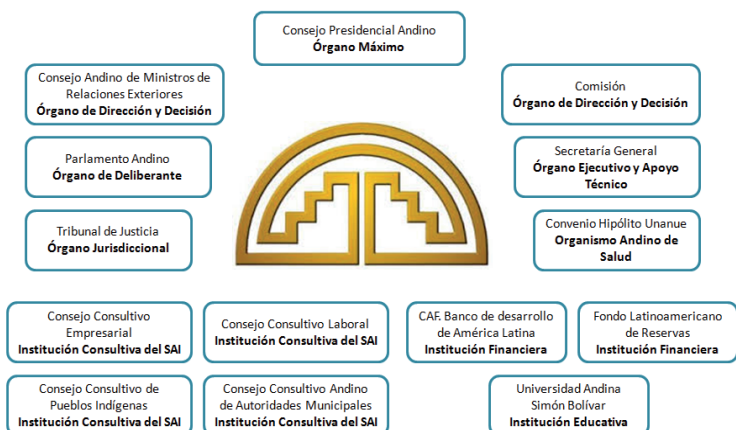 Consejo Presidencial Andino
Órgano Máximo
Consejo Andino de Ministros de
Relaciones Exteriores
Órgano de Dirección y Decisión
Comisión
Órgano de Dirección y Decisión
Parlamento Andino
Órgano de Deliberante
Secretaría General
Órgano Ejecutivo y Apoyo
Técnico
Tribunal de Justicia
Órgano Jurisdiccional
Convenio Hipólito Unanue
Organismo Andino de
Salud
Consejo Consultivo
Empresarial
Institución Consultiva del SAI
Consejo Consultivo Laboral
Institución Consultiva del SAI
CAF. Banco de desarrollo
de América Latina
Institución Financiera
Fondo Latinoamericano
de Reservas
Institución Financiera
Consejo Consultivo de
Pueblos Indígenas
Institución Consultiva del SAI
Consejo Consultivo Andino
de Autoridades Municipales
Institución Consultiva del SAI
Universidad Andina
Simón Bolívar
Institución Educativa